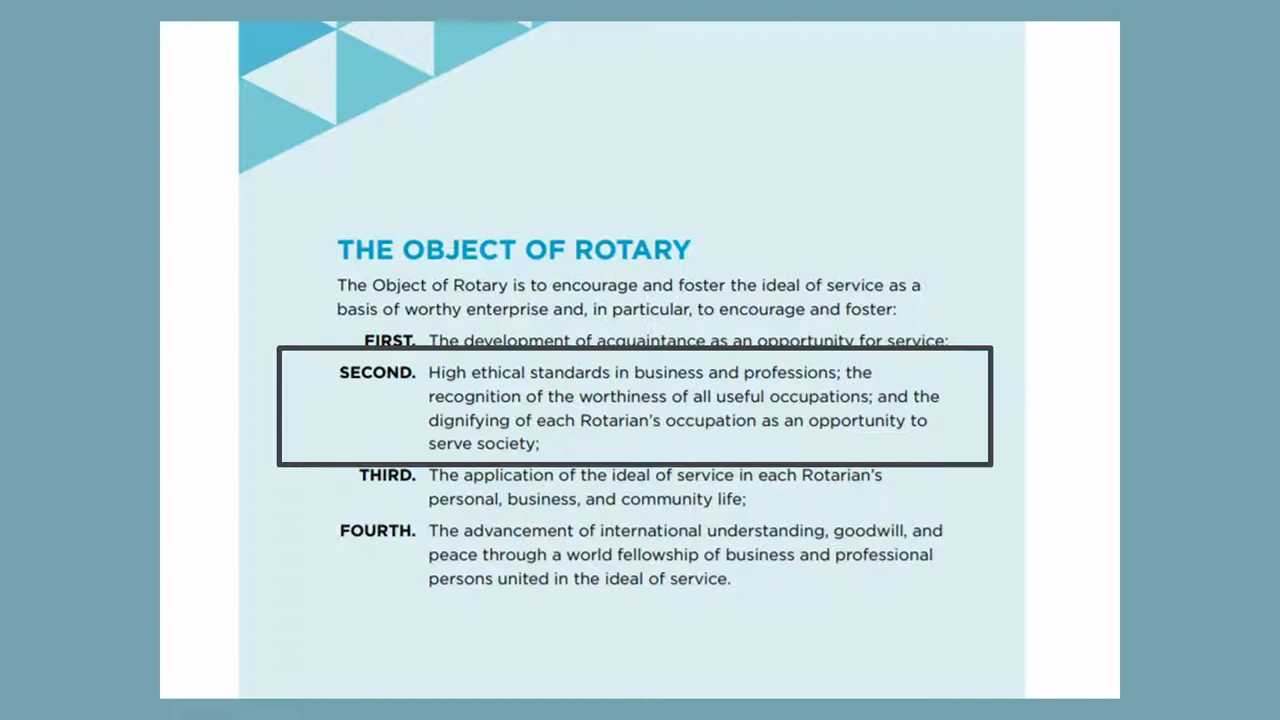 THE OBJECT OF ROTARY
The Object of Rotary is to encourage and foster the ideal of service as a
basis of worthy enterprise and, in particular, to encourage and foster:
FIRST. The development of acquaintance as an opportunity for service;
SECOND. High ethical standards in business and professions; the
recognition of the worthiness of all useful occupations; and the
dignifying of each Rotarian's occupation as an opportunity to
serve society;
THIRD. The application of the ideal of service in each Rotarian's
personal, business, and community life;
FOURTH. The advancement of international understanding, goodwill, and
peace through a world fellowship of business and professional
persons united in the ideal of service.